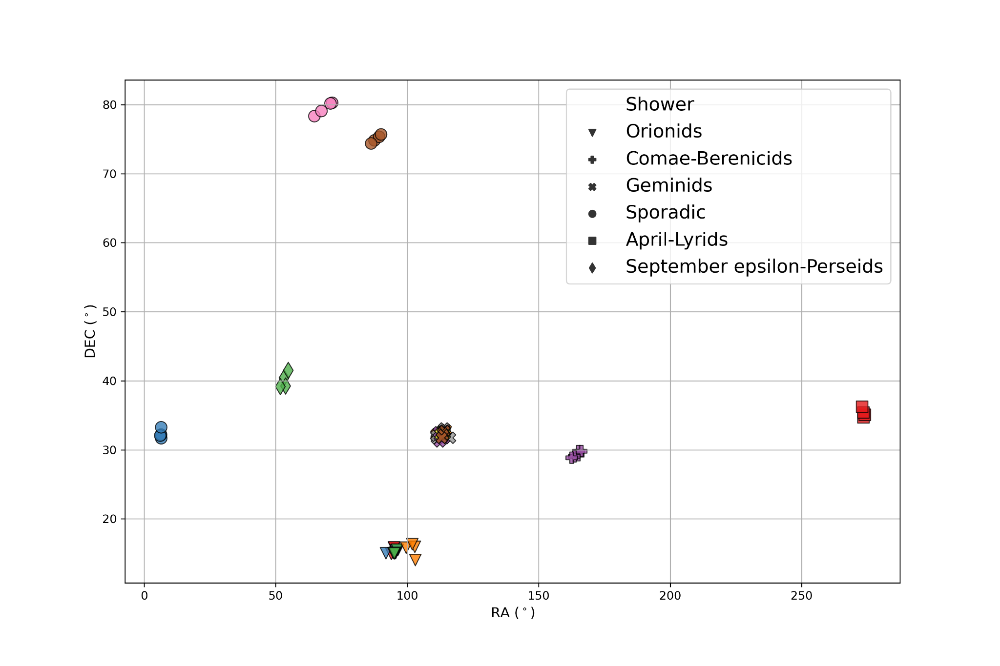 Shower
Orionids
Comae-Berenicids
Geminids
Sporadic
April-Lyrids
September epsilon-Perseids
80
70
60
50
40
30
20
DEC (°)
0 50 100 150 200 250
RA (°)